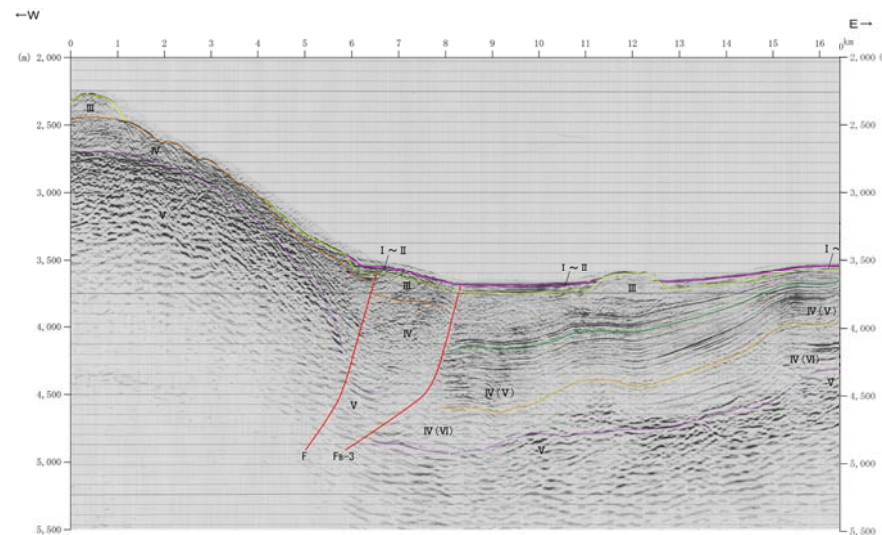 ←W
E→
0 1 2 3 4 5 6 7 8 9 10 11 12 13 14 15 16 km
(m) 2,000
2,000
2,500
2,500
3,000
3,000
3,500
3,500
4,000
4,000
4,500
4,500
5,000
5,000
5,500
5,500
III
IV
V
I～II
III
IV
V
I～II
III
I～
IV(V)
IV(VI)
V
IV(V)
IV(VI)
V
F